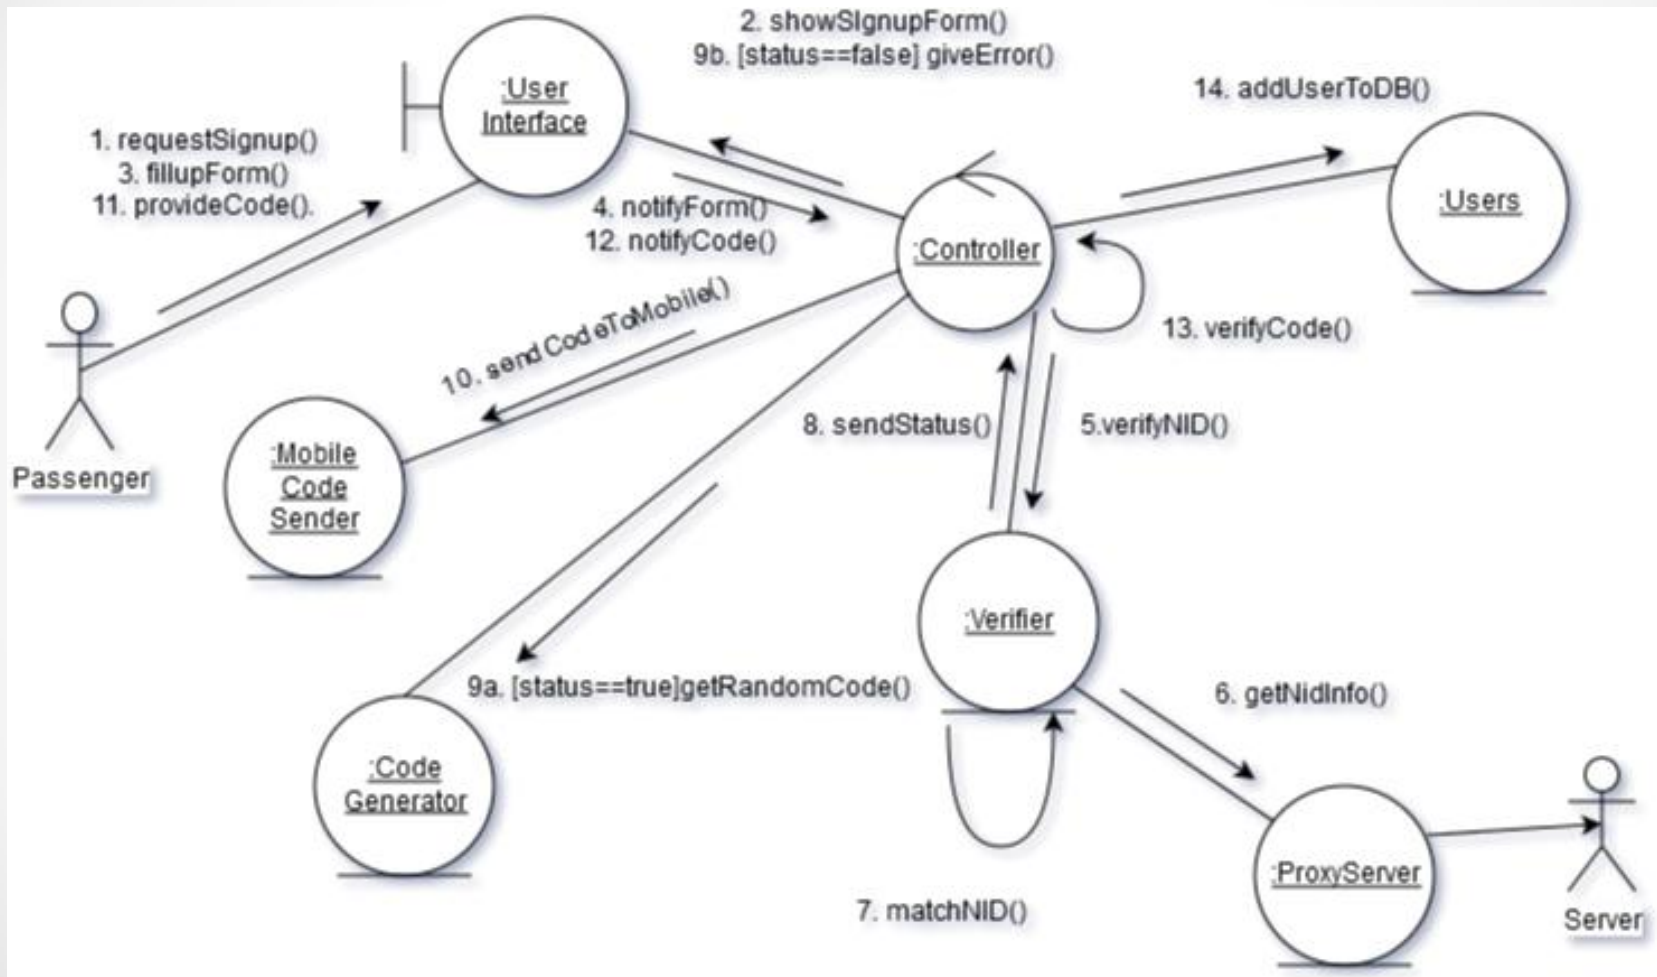 2. showSIgnupForm()
9b. [status==false] giveError()
:User
Interface
14. addUserToDB()
1. requestSignup()
3. fillupForm()
11. provideCode().
4. notifyForm()
12. notifyCode()
:Controller
:Users
10. sendCodeToMobile()
13. verifyCode()
8. sendStatus()
5.verifyNID()
Passenger
:Mobile
Code
Sender
:Verifier
9a. [status==true]getRandomCode()
6. getNidInfo()
:Code
Generator
:ProxyServer
7. matchNID()
Server